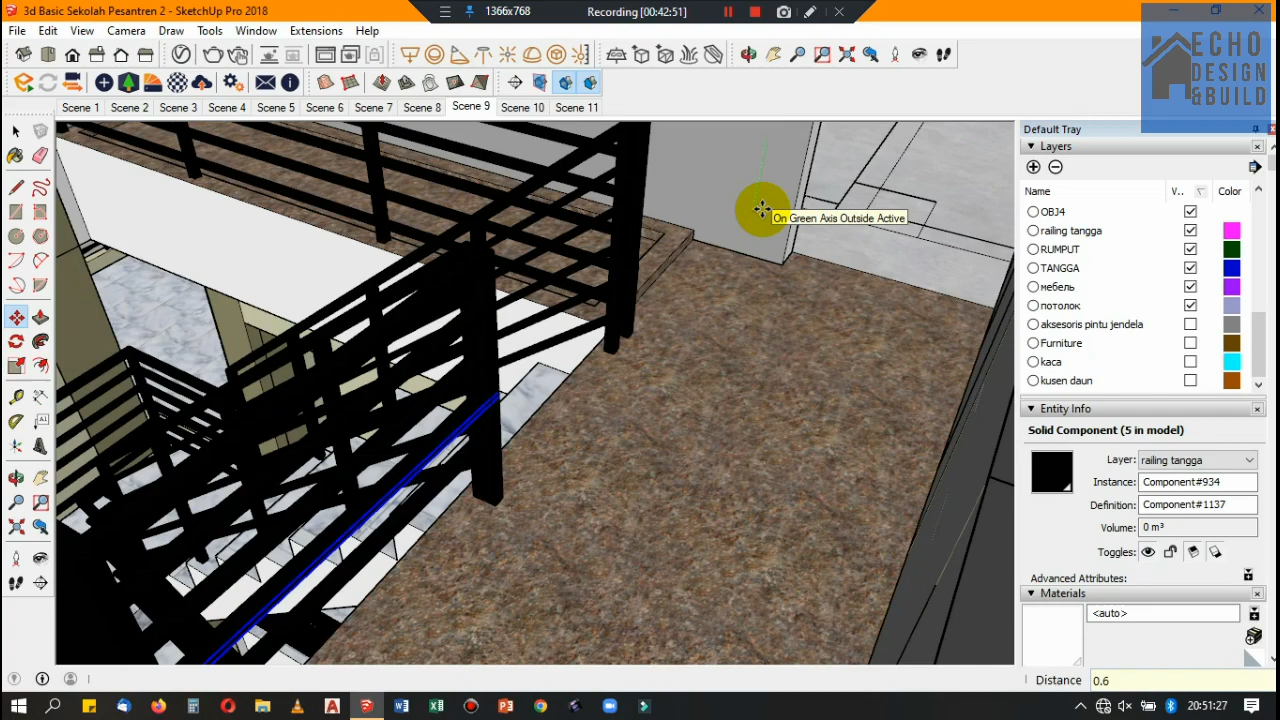 3d Basic Sekolah Pesantren 2 - SketchUp Pro 2018
1366x768
Recording [00:42:51]
File Edit View Camera Draw Tools Window Extensions Help
ECHO
DESIGN
&BUILD
Scene 1 Scene 2 Scene 3 Scene 4 Scene 5 Scene 6 Scene 7 Scene 8 Scene 9 Scene 10 Scene 11
Default Tray
Layers
Name V.. Color
OBJ4
railing tangga
RUMPUT
TANGGA
мебель
потолок
aksesoris pintu jendela
Furniture
kaca
kusen daun
On Green Axis Outside Active
Entity Info
Solid Component (5 in model)
Layer: railing tangga
Instance: Component#934
Definition: Component#1137
Volume: 0 m³
Toggles:
Advanced Attributes:
Materials
<auto>
Distance 0.6
20:51:27